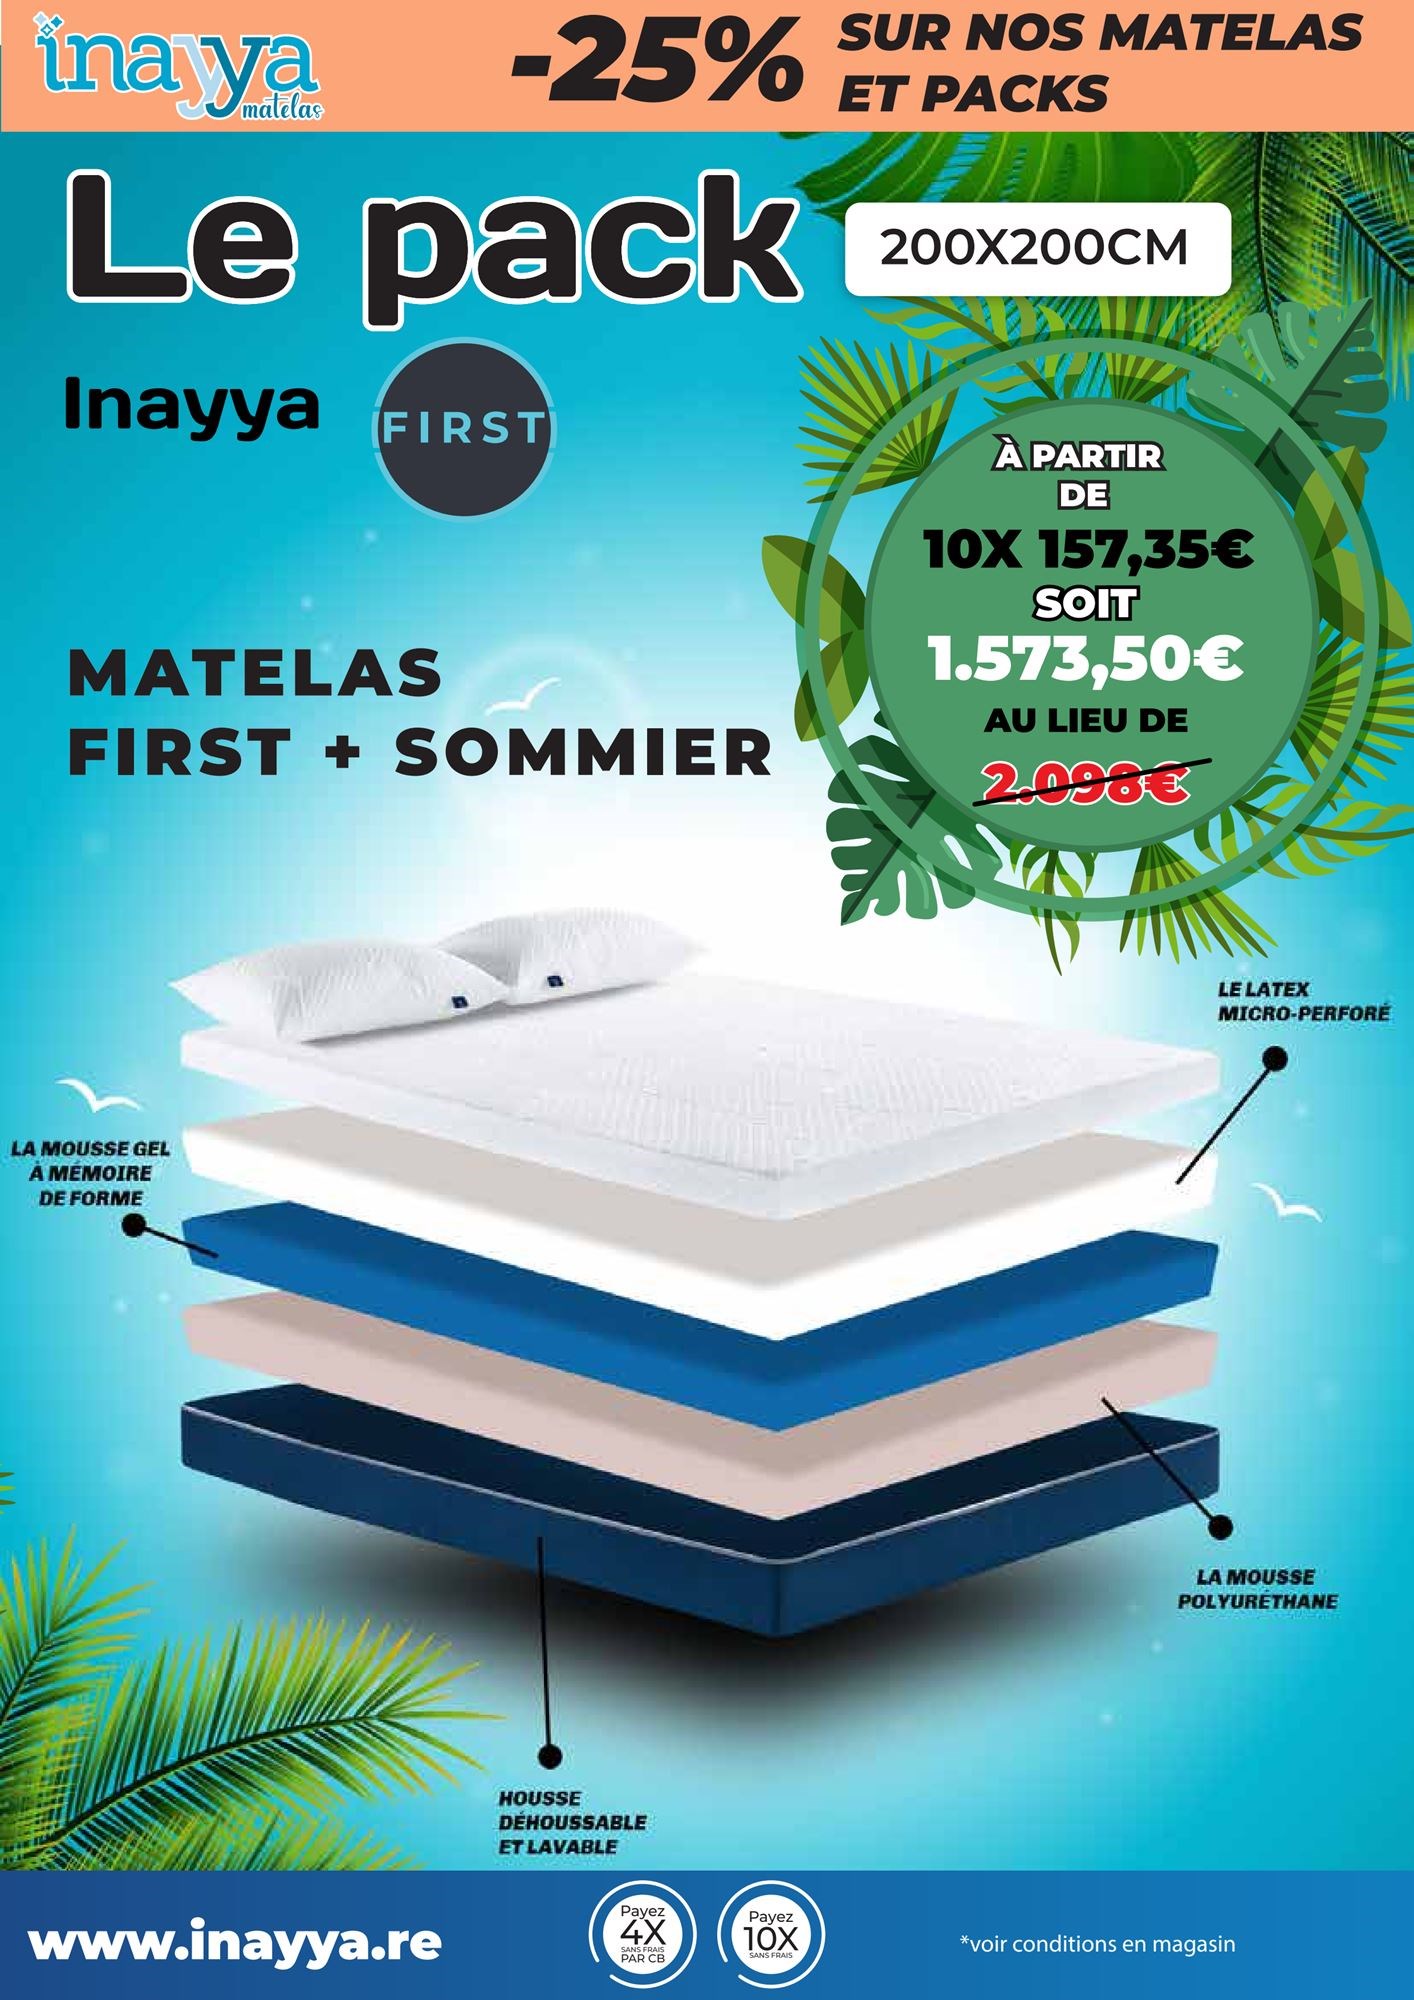 inayya
matelas
-25%
SUR NOS MATELAS
ET PACKS
Le pack
200X200CM
Inayya
FIRST
À PARTIR
DE
10X 157,35€
SOIT
1.573,50€
AU LIEU DE
2.098€
MATELAS
FIRST + SOMMIER
LE LATEX
MICRO-PERFORÉ
LA MOUSSE GEL
À MÉMOIRE
DE FORME
LA MOUSSE
POLYURÉTHANE
HOUSSE
DÉHOUSSABLE
ET LAVABLE
www.inayya.re
Payez
4X
SANS FRAIS
PAR CB
Payez
10X
SANS FRAIS
*voir conditions en magasin